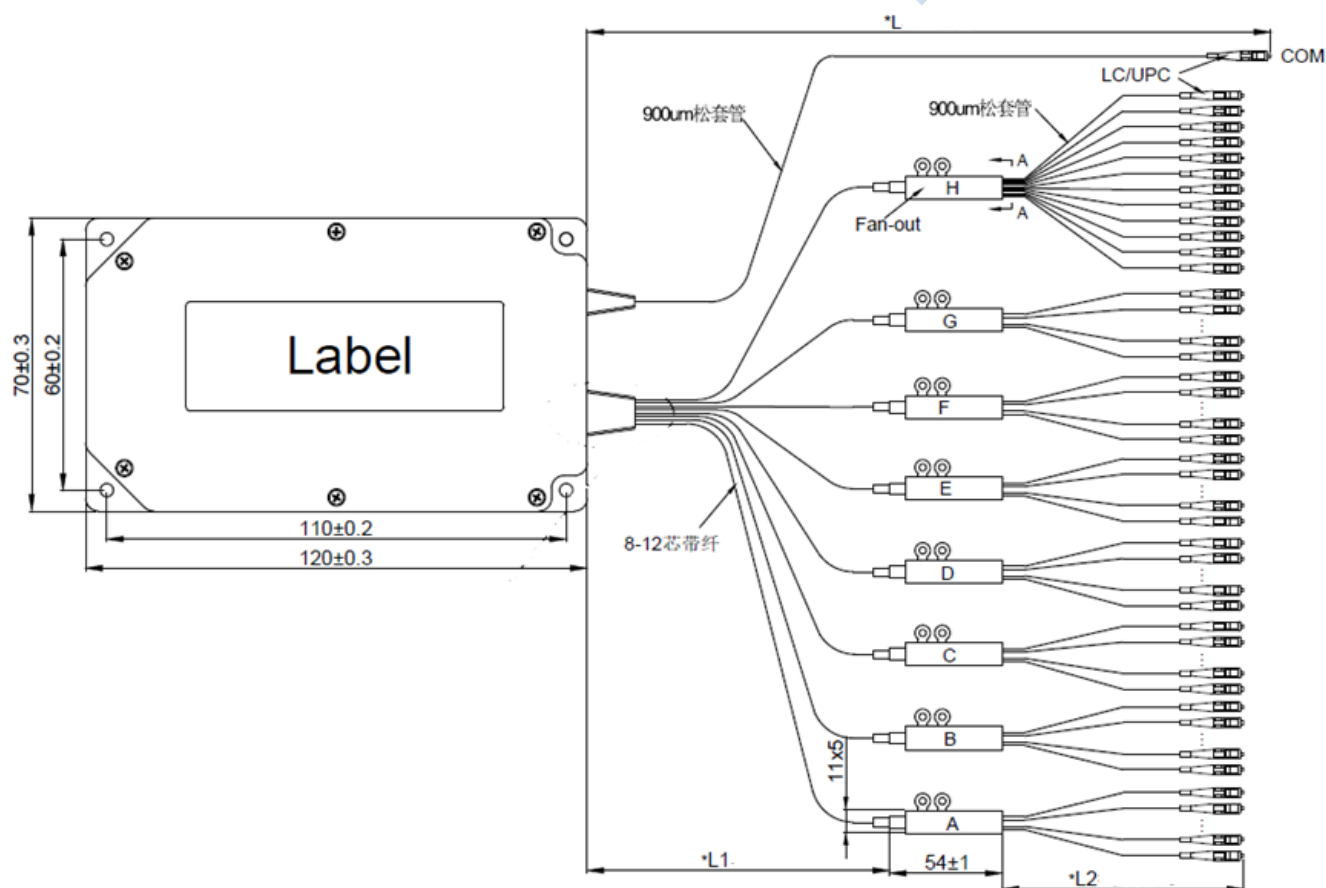 *L
COM
LC/UPC
900um松套管
900um松套管
A
H
A
Fan-out
G
Label
70±0.3
60±0.2
F
E
110±0.2
8-12芯带纤
120±0.3
D
C
B
11x5
A
*L1
54±1
*L2